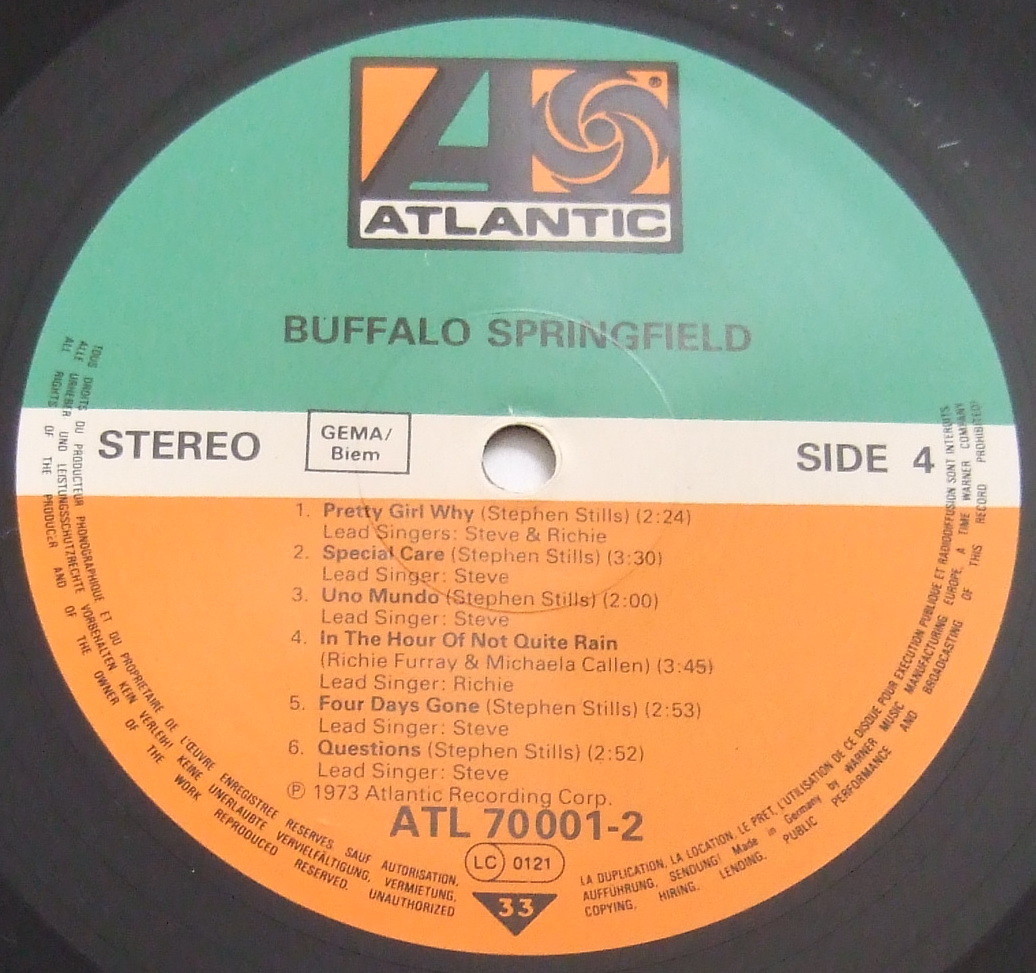 ATLANTIC
BUFFALO SPRINGFIELD
STEREO
GEMA/
Biem
SIDE 4
1. Pretty Girl Why (Stephen Stills) (2:24)
Lead Singers: Steve & Richie
2. Special Care (Stephen Stills) (3:30)
Lead Singer: Steve
3. Uno Mundo (Stephen Stills) (2:00)
Lead Singer: Steve
4. In The Hour Of Not Quite Rain
(Richie Furray & Michaela Callen) (3:45)
Lead Singer: Richie
5. Four Days Gone (Stephen Stills) (2:53)
Lead Singer: Steve
6. Questions (Stephen Stills) (2:52)
Lead Singer: Steve
℗ 1973 Atlantic Recording Corp.
ATL 70001-2
LC 0121
33
TOUS DROITS DU PRODUCTEUR PHONOGRAPHIQUE ET DU PROPRIETAIRE DE L'ŒUVRE ENREGISTREE RESERVES. SAUF AUTORISATION, LA DUPLICATION, LA LOCATION, LE PRET, L'UTILISATION DE CE DISQUE POUR EXECUTION PUBLIQUE ET RADIODIFFUSION SONT INTERDITS
ALLE URHEBER UND LEISTUNGSSCHUTZRECHTE VORBEHALTEN KEIN VERLEIH! KEINE UNERLAUBTE VERVIELFÄLTIGUNG, VERMIETUNG, AUFFÜHRUNG, SENDUNG! Made in Germany by WARNER MUSIC MANUFACTURING EUROPE, A TIME WARNER COMPANY
ALL RIGHTS OF THE PRODUCER AND OF THE OWNER OF THE WORK REPRODUCED RESERVED. UNAUTHORIZED COPYING, HIRING, LENDING, PUBLIC PERFORMANCE AND BROADCASTING OF THIS RECORD PROHIBITED!